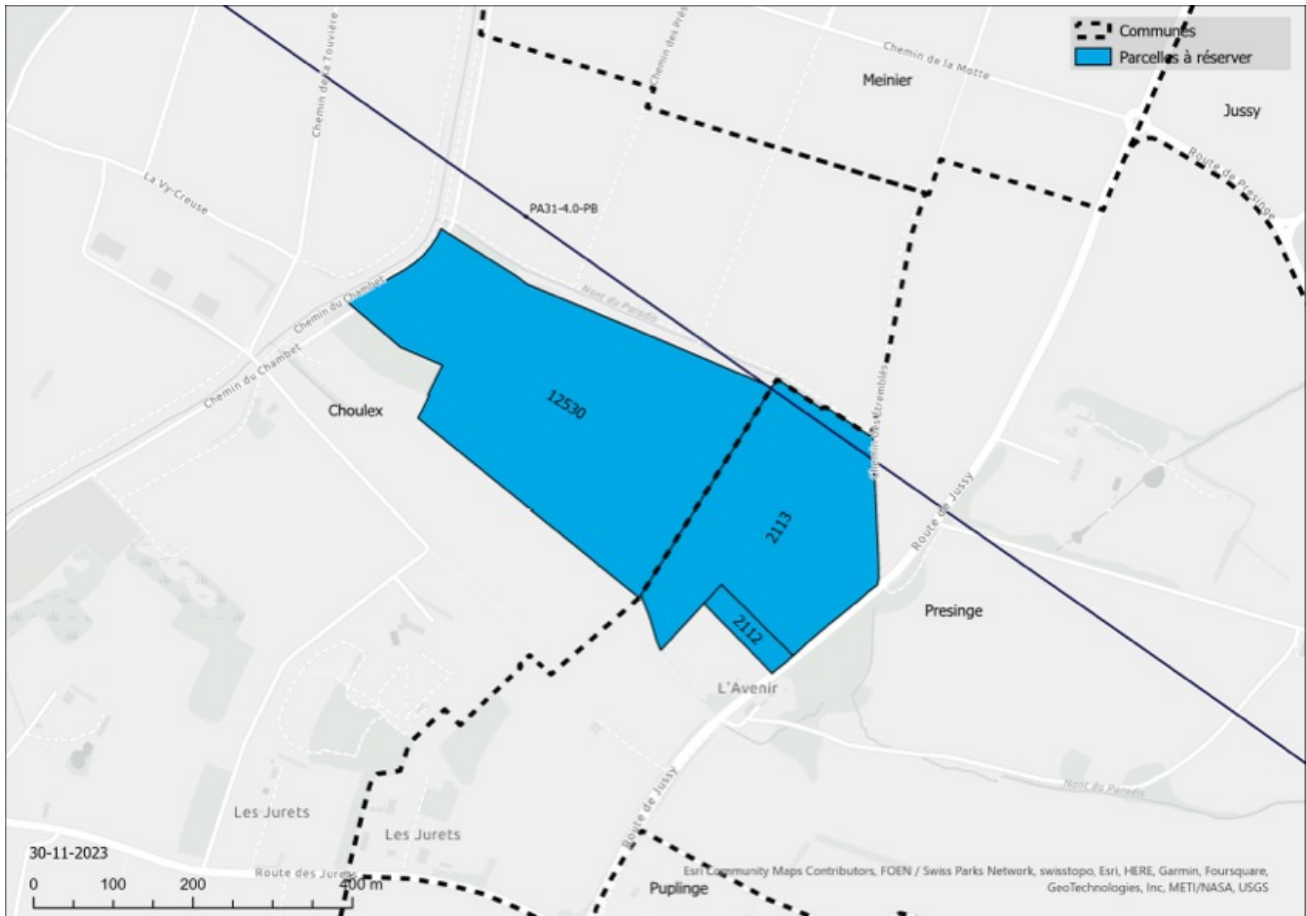 Communes
Parcelles à réserver
Chemin de la Touvière
Chemin des Prés
Chemin de la Motte
Meinier
Jussy
Route de Presinge
La Vy-Creuse
PA31-4.0-PB
Chemin du Chambet
Nant du Paradis
Chemin du Chambet
Choulex
12530
Chemin des Étremblés
2113
Route de Jussy
Presinge
2112
L'Avenir
Nant du Paradis
Route de Jussy
Les Jurets
Les Jurets
30-11-2023
Route des Jurets
0 100 200 400 m
Puplinge
Esri Community Maps Contributors, FOEN / Swiss Parks Network, swisstopo, Esri, HERE, Garmin, Foursquare,
GeoTechnologies, Inc, METI/NASA, USGS